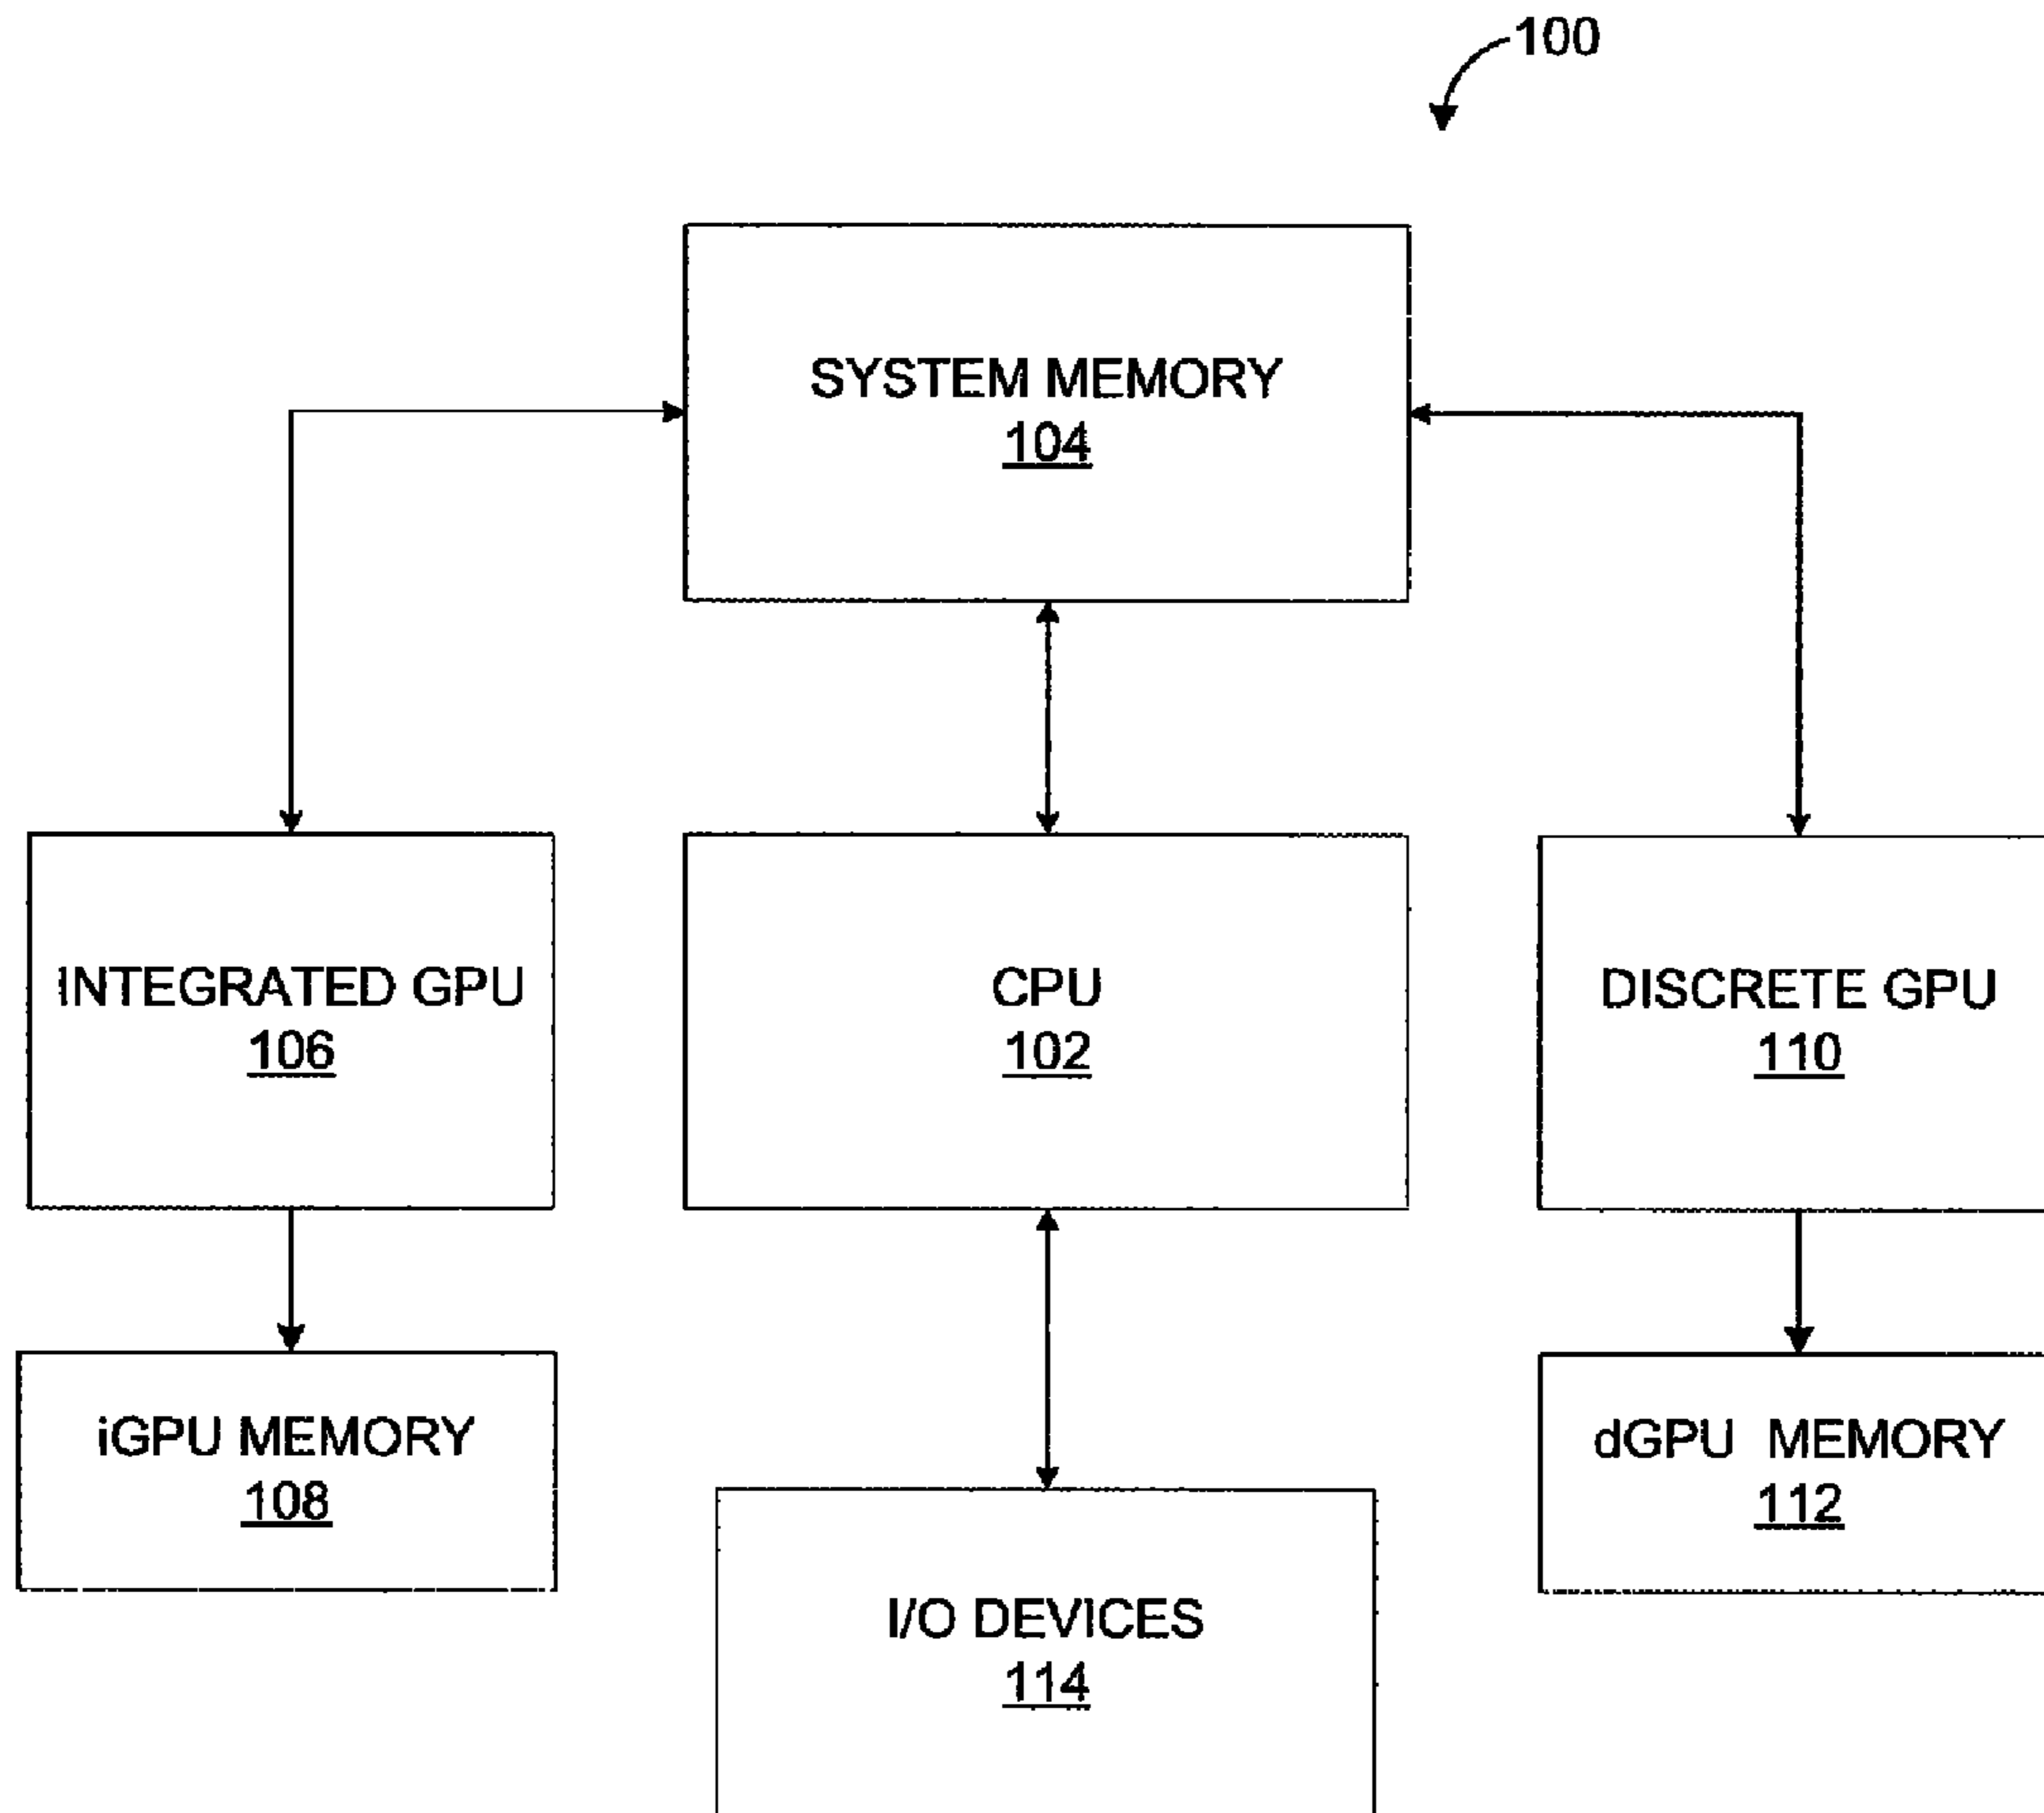 100
SYSTEM MEMORY
104
INTEGRATED GPU
106
CPU
102
DISCRETE GPU
110
iGPU MEMORY
108
dGPU MEMORY
112
I/O DEVICES
114